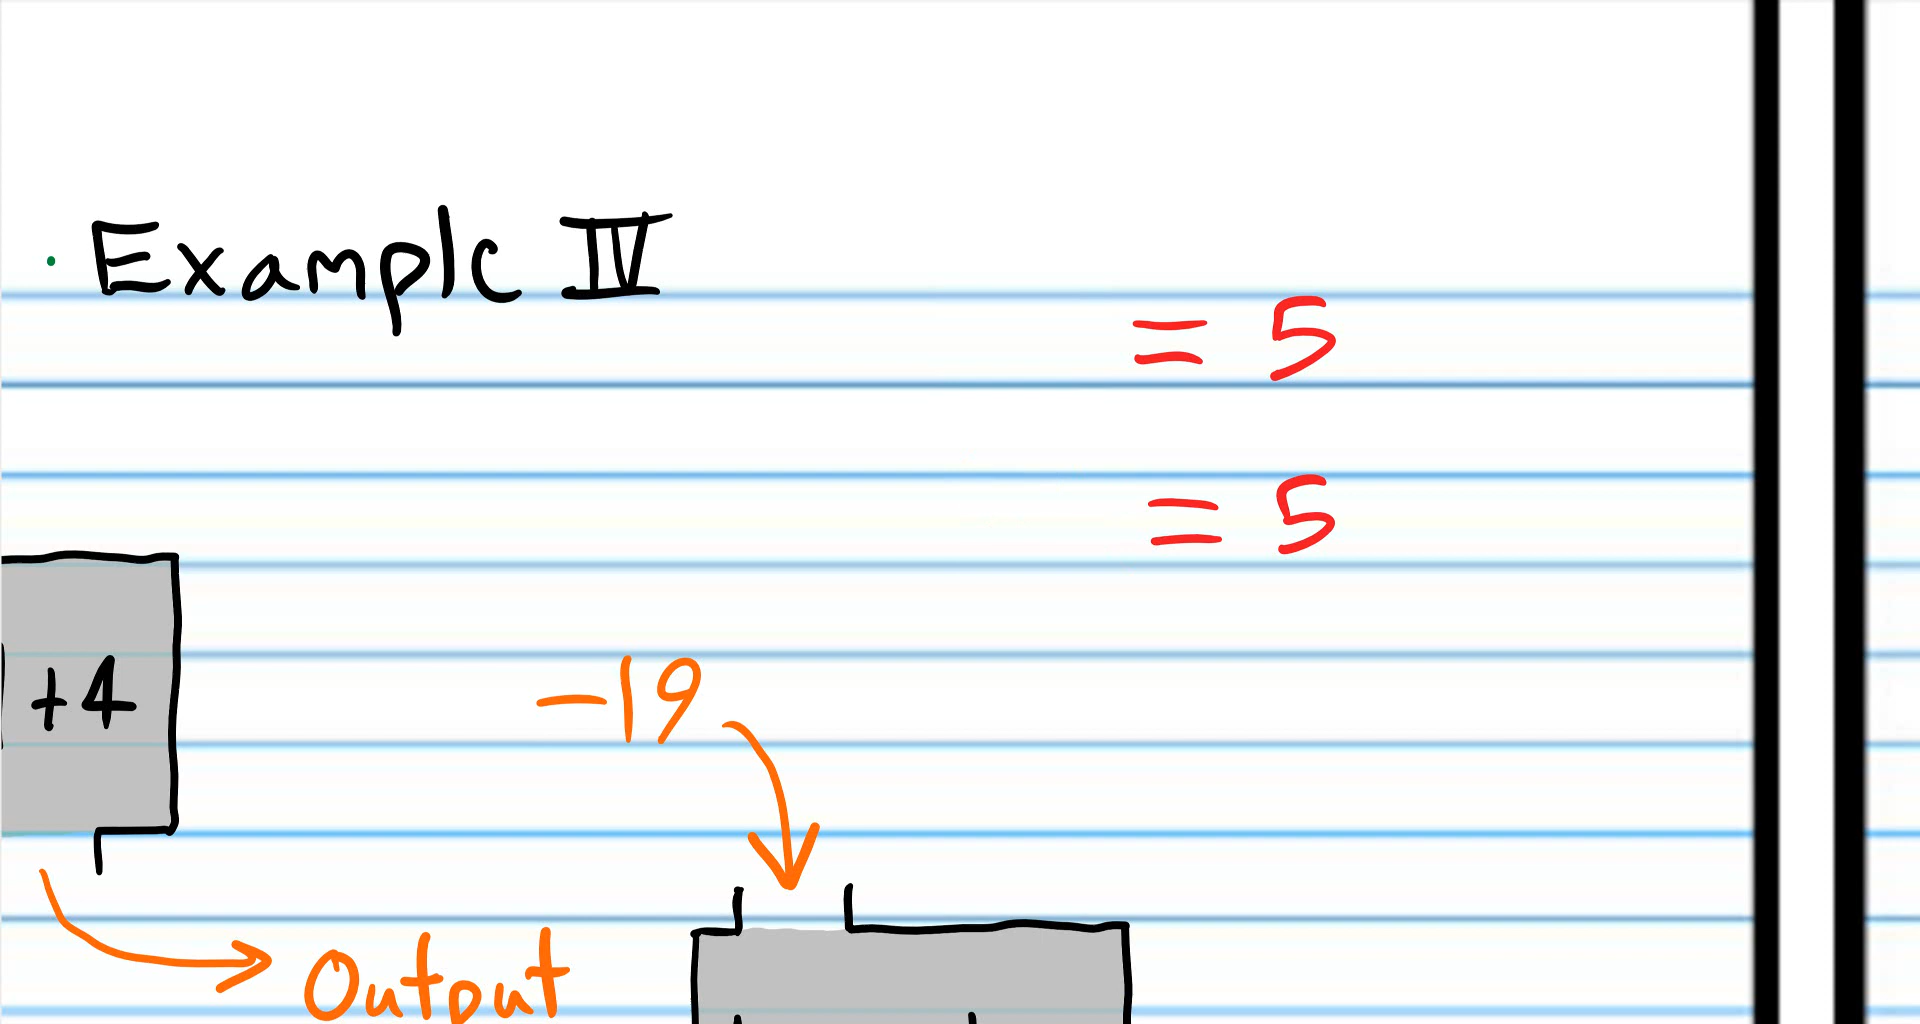 Example IV
= 5
= 5
+4
-19
Output